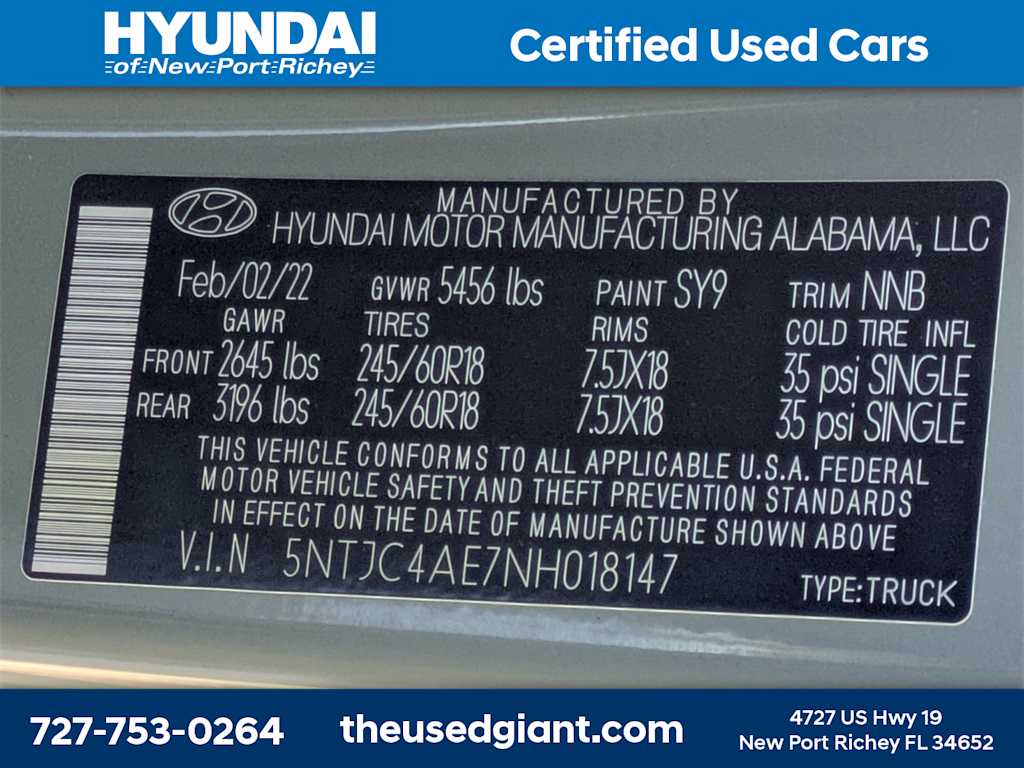 HYUNDAI
of New Port Richey
Certified Used Cars
MANUFACTURED BY
HYUNDAI MOTOR MANUFACTURING ALABAMA, LLC
Feb/02/22 GVWR 5456 lbs PAINT SY9 TRIM NNB
GAWR TIRES RIMS COLD TIRE INFL
FRONT 2645 lbs 245/60R18 7.5JX18 35 psi SINGLE
REAR 3196 lbs 245/60R18 7.5JX18 35 psi SINGLE
THIS VEHICLE CONFORMS TO ALL APPLICABLE U.S.A. FEDERAL
MOTOR VEHICLE SAFETY AND THEFT PREVENTION STANDARDS
IN EFFECT ON THE DATE OF MANUFACTURE SHOWN ABOVE.
V.I.N 5NTJC4AE7NH018147
TYPE:TRUCK
727-753-0264
theusedgiant.com
4727 US Hwy 19
New Port Richey FL 34652